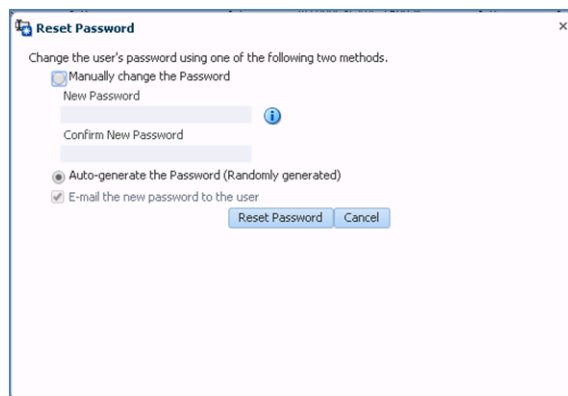 Reset Password
Change the user's password using one of the following two methods.
Manually change the Password
New Password
Confirm New Password
Auto-generate the Password (Randomly generated)
E-mail the new password to the user
Reset Password Cancel